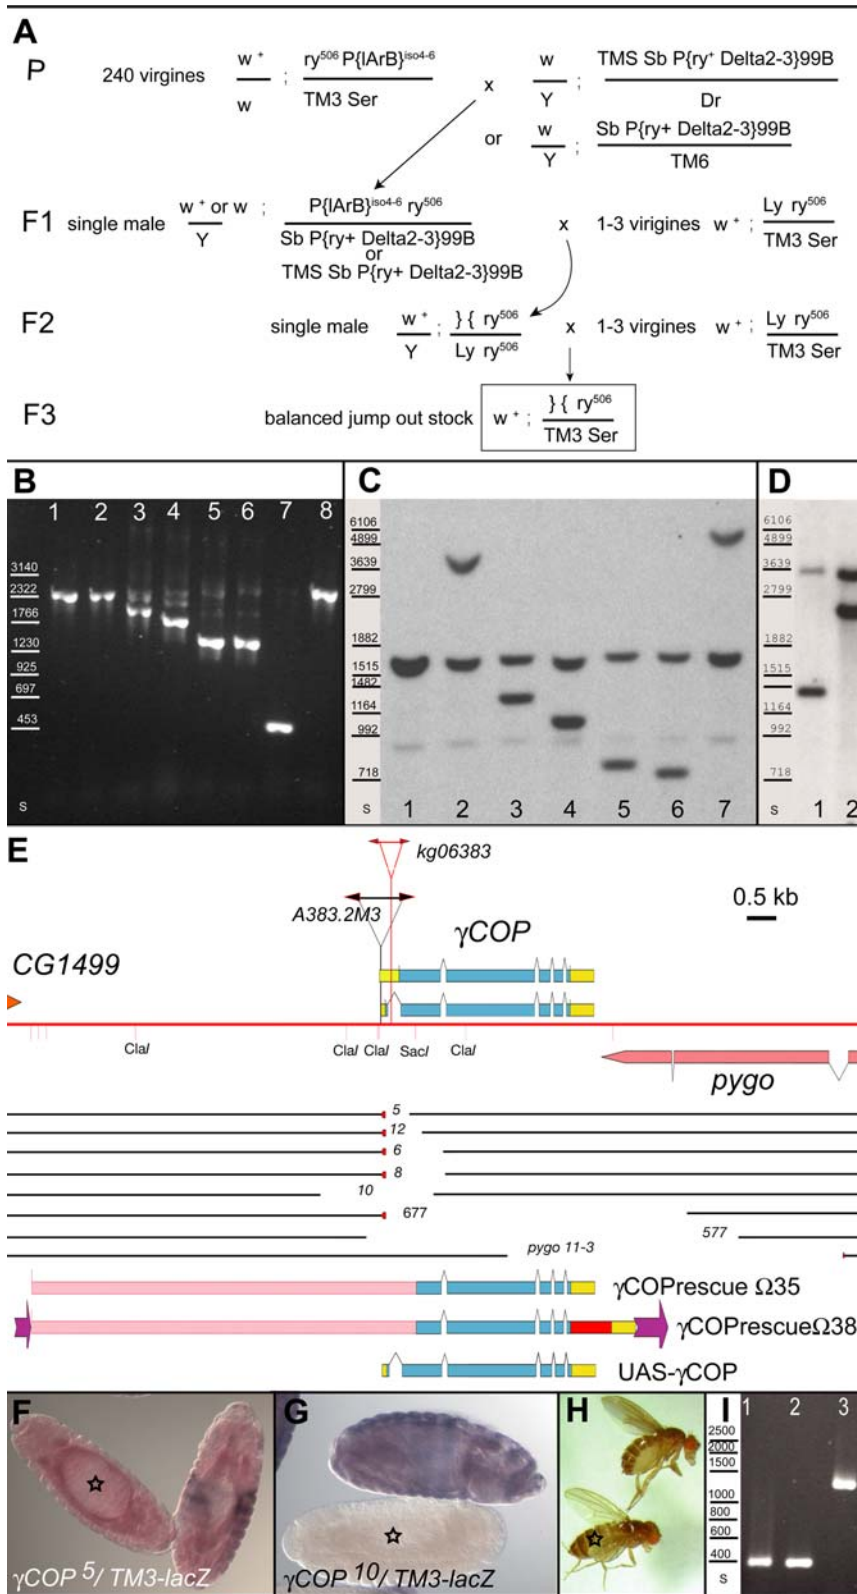 A
P 240 virgines w + / w ; ry506 P{lArB}iso4-6 / TM3 Ser x w / Y ; TMS Sb P{ry+ Delta2-3}99B / Dr
or w / Y ; Sb P{ry+ Delta2-3}99B / TM6
F1 single male w + or w / Y ; P{lArB}iso4-6 ry506 / Sb P{ry+ Delta2-3}99B or TMS Sb P{ry+ Delta2-3}99B x 1-3 virigines w + ; Ly ry506 / TM3 Ser
F2 single male w + / Y ; } { ry506 / Ly ry506 x 1-3 virgines w + ; Ly ry506 / TM3 Ser
F3 balanced jump out stock w + ; } { ry506 / TM3 Ser
B
1 2 3 4 5 6 7 8
3140
2322
1766
1230
925
697
453
S
C
6106
4899
3639
2799
1882
1515
1482
1164
992
718
S 1 2 3 4 5 6 7
D
6106
4899
3639
2799
1882
1515
1164
992
718
S 1 2
E
kg06383
A383.2M3
0.5 kb
γCOP
CG1499
ClaI ClaI ClaI SacI ClaI
pygo
5
12
6
8
10
677
577
pygo 11-3
γCOPrescue Ω35
γCOPrescueΩ38
UAS-γCOP
F
γCOP 5/ TM3-lacZ
G
γCOP 10/ TM3-lacZ
H
I
1 2 3
2500
2000
1500
1000
800
600
400
S